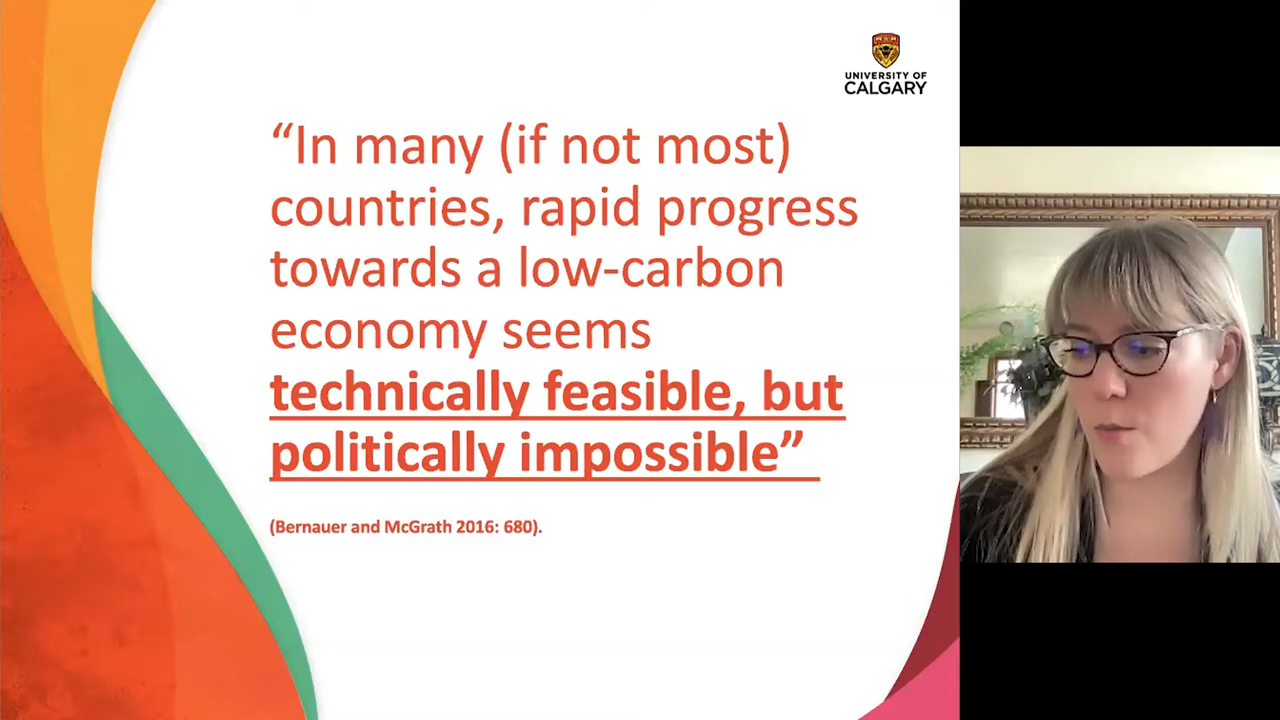 UNIVERSITY OF
CALGARY
“In many (if not most)
countries, rapid progress
towards a low-carbon
economy seems
technically feasible, but
politically impossible”
(Bernauer and McGrath 2016: 680).